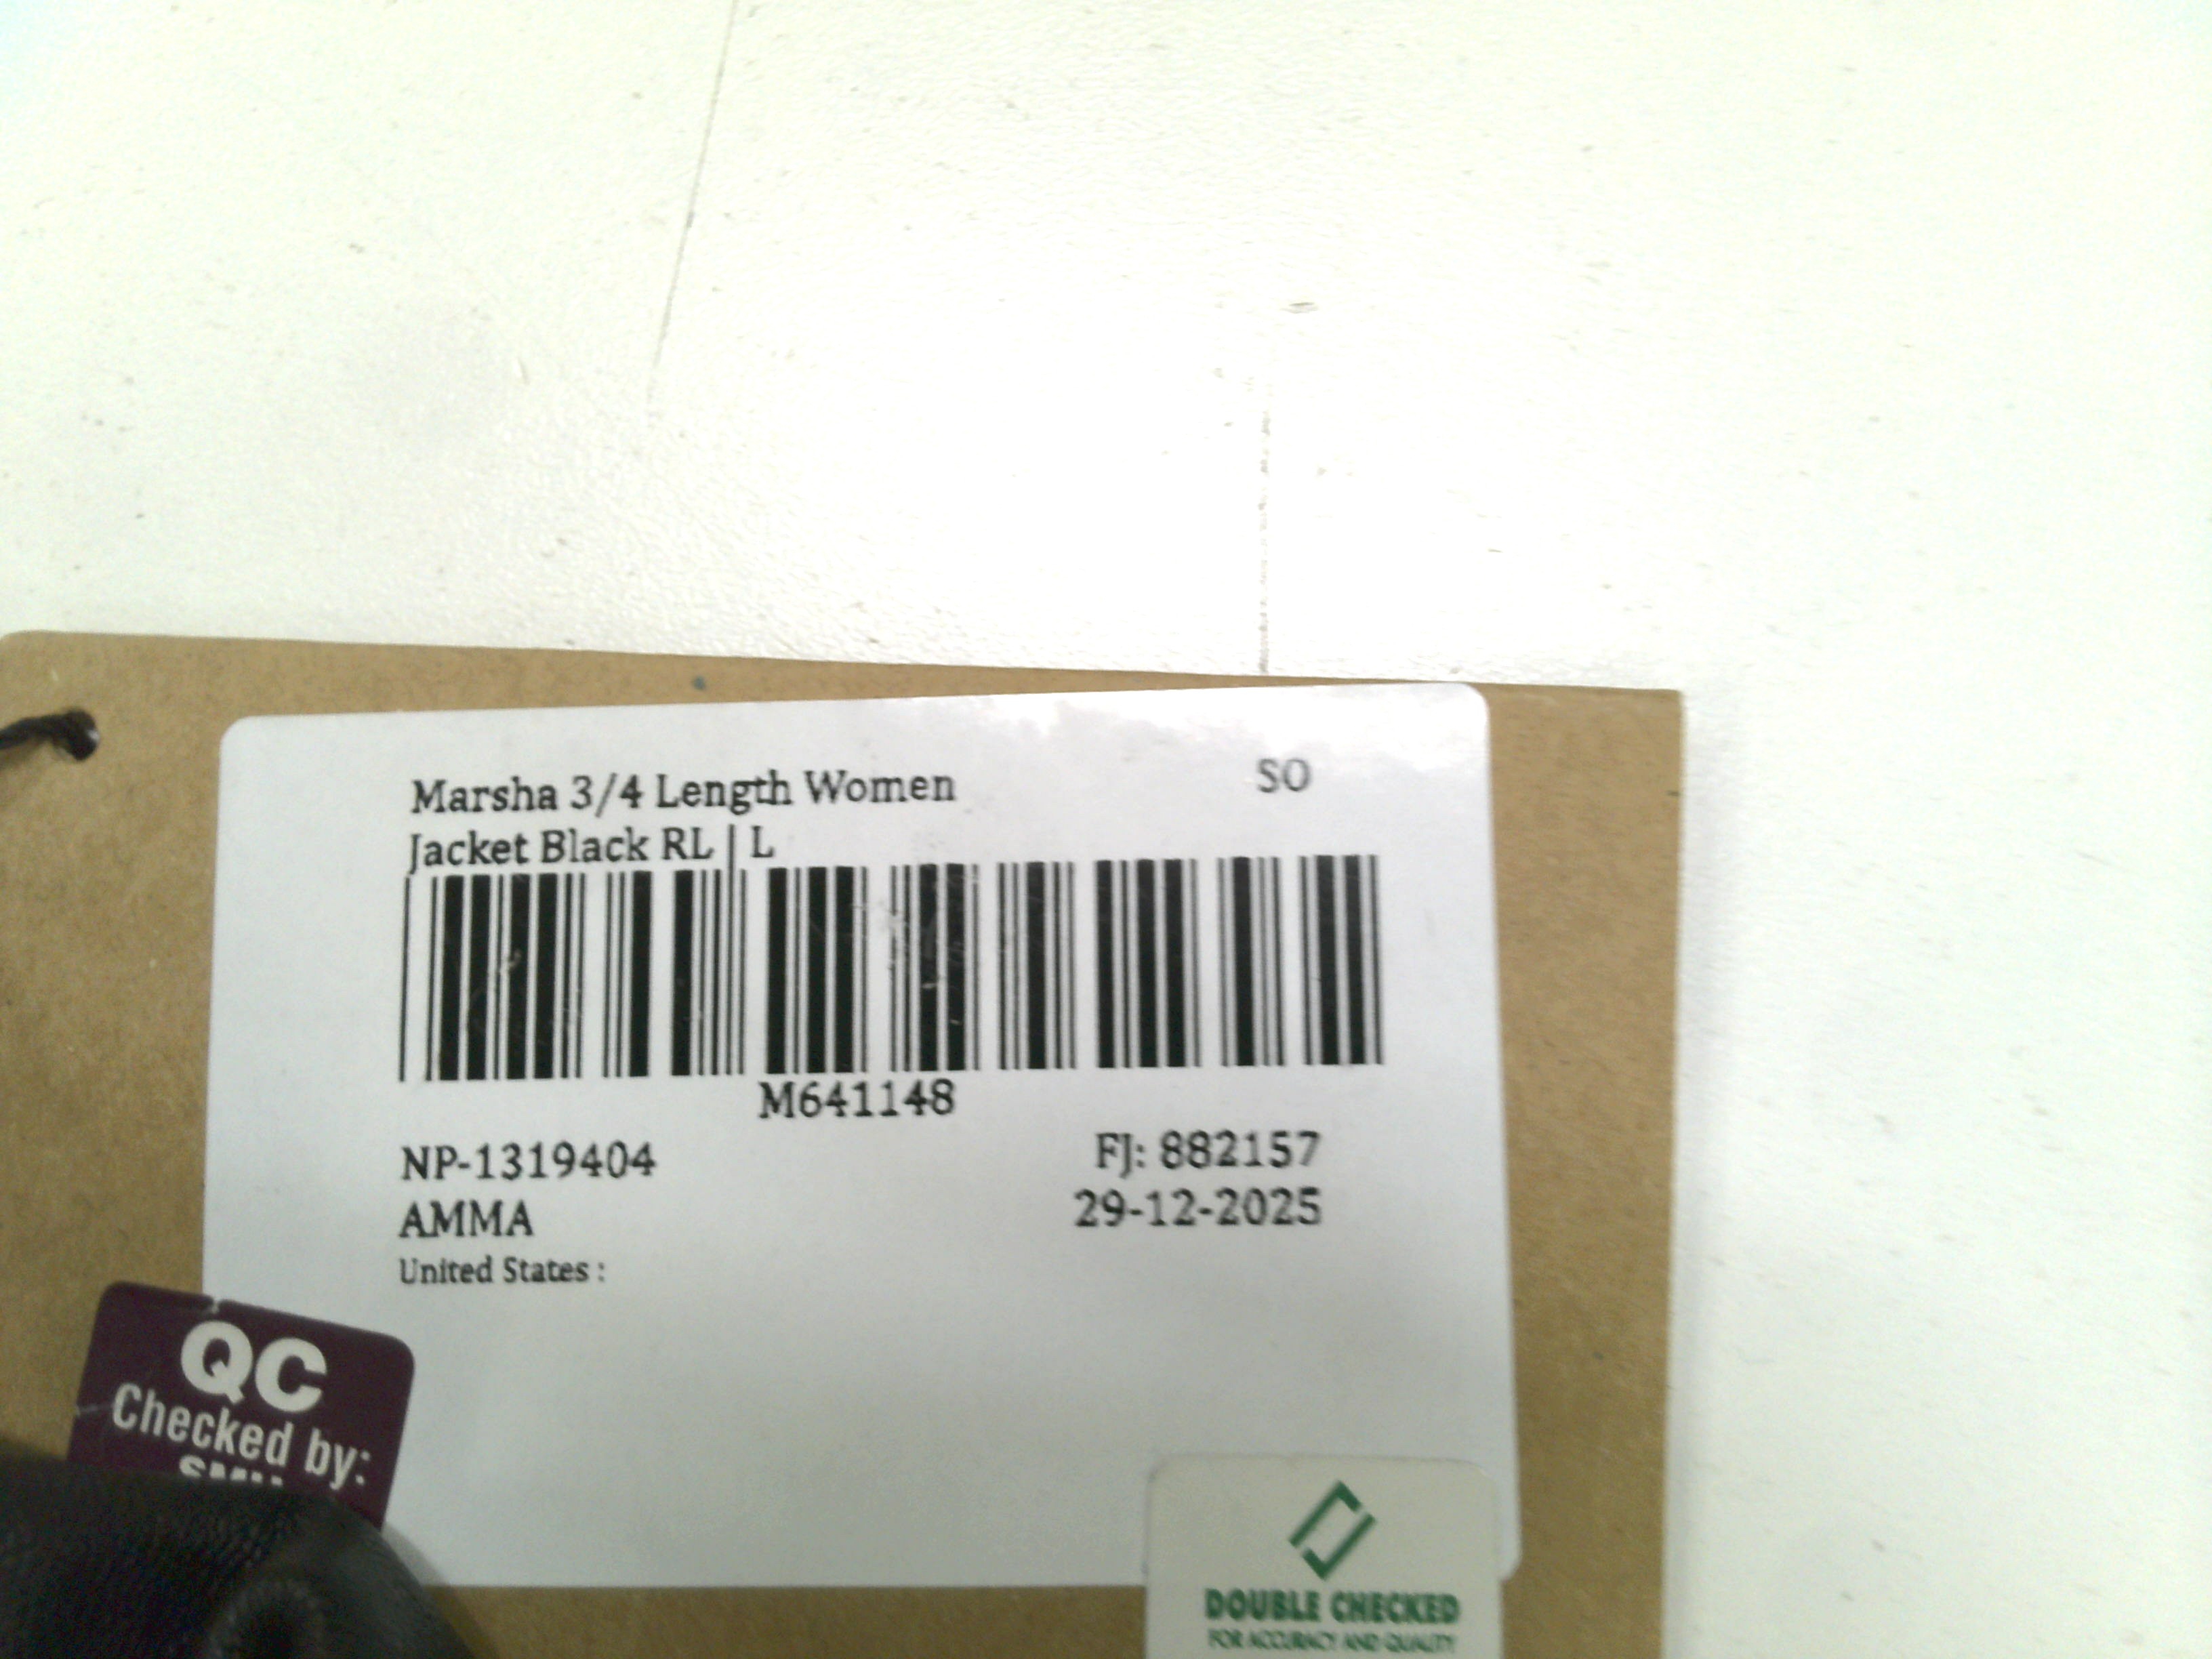 Marsha 3/4 Length Women
Jacket Black RL | L
SO
M641148
NP-1319404
FJ: 882157
AMMA
29-12-2025
United States :
QC
Checked by:
DOUBLE CHECKED
FOR ACCURACY AND QUALITY